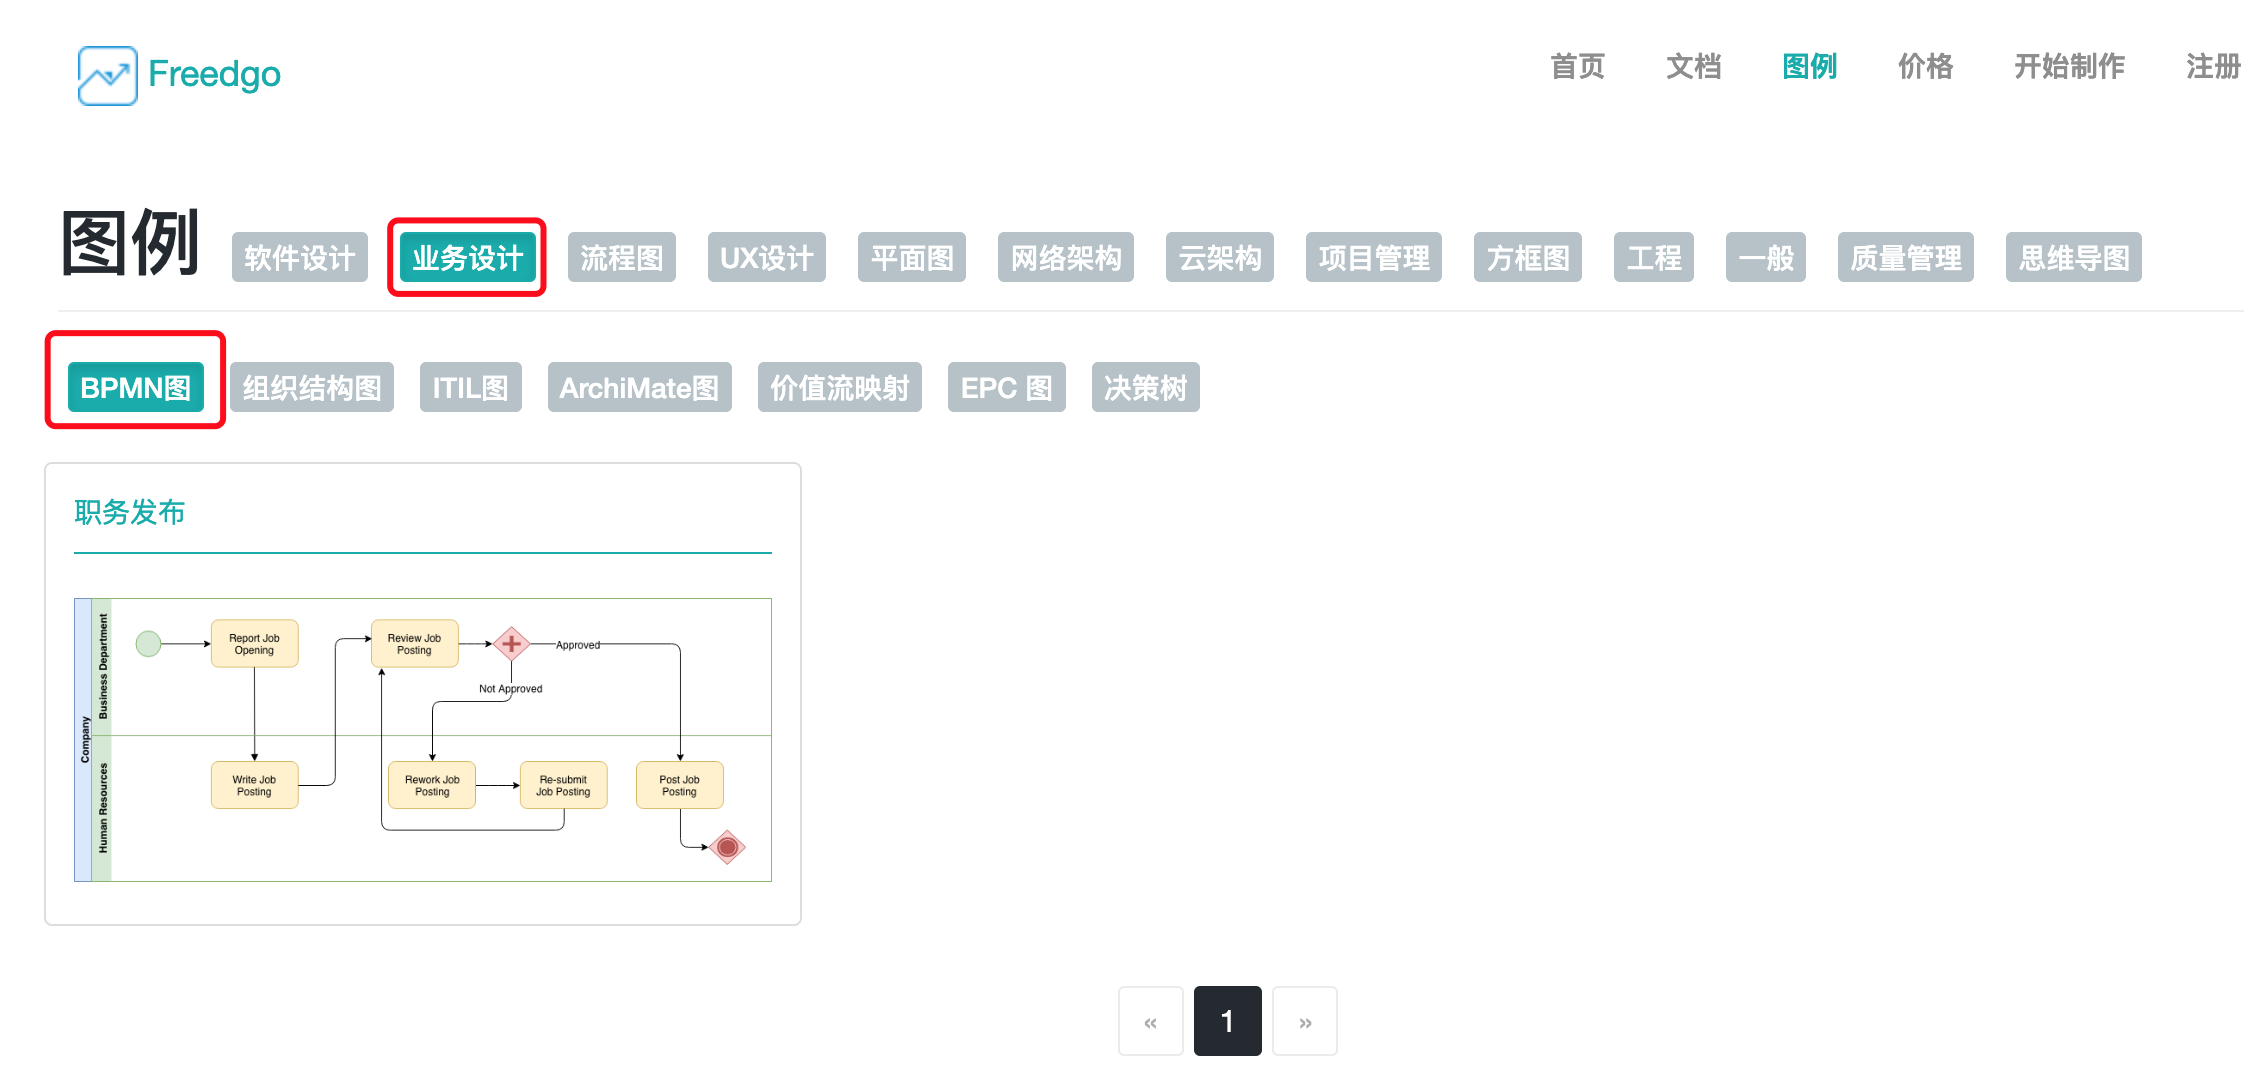 Freedgo
首页 文档 图例 价格 开始制作 注册
图例 软件设计 业务设计 流程图 UX设计 平面图 网络架构 云架构 项目管理 方框图 工程 一般 质量管理 思维导图
BPMN图 组织结构图 ITIL图 ArchiMate图 价值流映射 EPC 图 决策树
职务发布
Company
Business Department
Human Resources
Report Job
Opening
Review Job
Posting
Approved
Not Approved
Write Job
Posting
Rework Job
Posting
Re-submit
Job Posting
Post Job
Posting
« 1 »